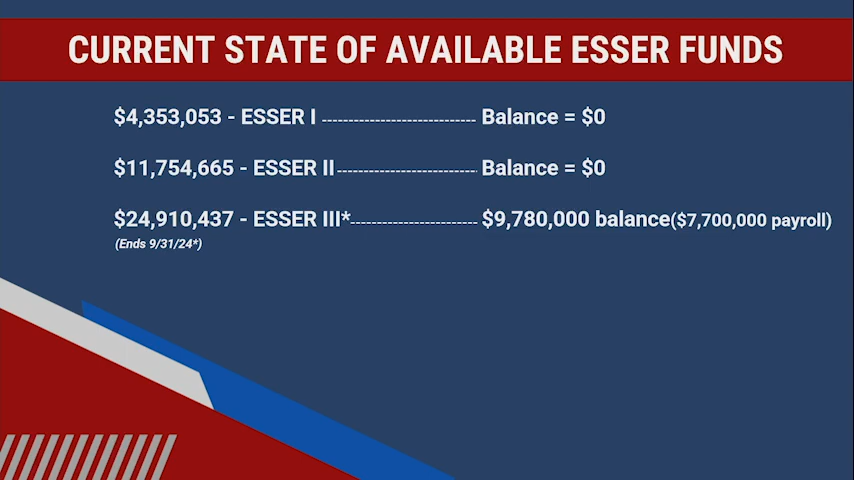 CURRENT STATE OF AVAILABLE ESSER FUNDS
$4,353,053 - ESSER I ---------------------------- Balance = $0
$11,754,665 - ESSER II-------------------------- Balance = $0
$24,910,437 - ESSER III*------------------------ $9,780,000 balance($7,700,000 payroll)
(Ends 9/31/24*)